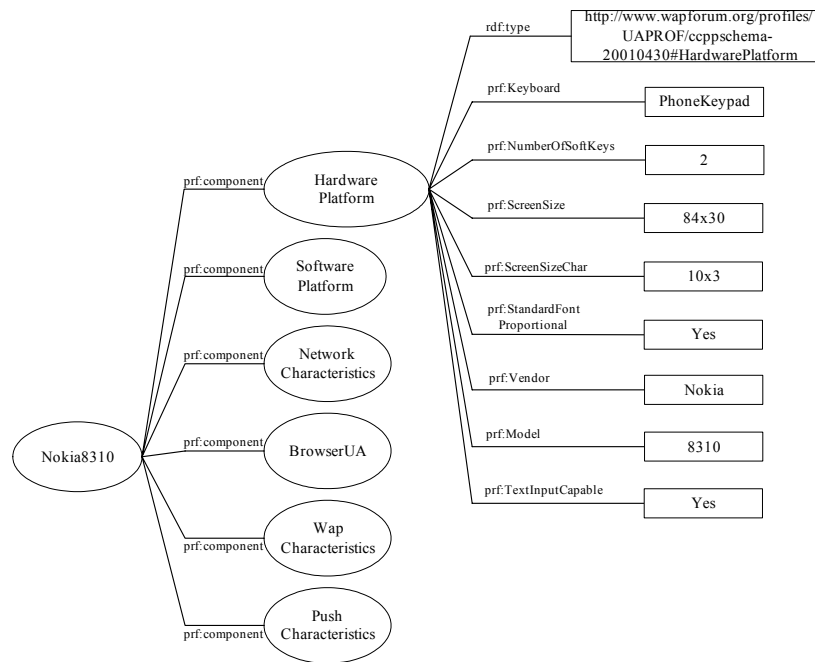 rdf:type
http://www.wapforum.org/profiles/
UAPROF/ccppschema-
20010430#HardwarePlatform
prf:Keyboard
PhoneKeypad
prf:NumberOfSoftKeys
2
prf:component
Hardware
Platform
prf:ScreenSize
84x30
prf:component
Software
Platform
prf:ScreenSizeChar
10x3
prf:StandardFont
Proportional
Yes
prf:component
Network
Characteristics
prf:Vendor
Nokia
Nokia8310
prf:component
BrowserUA
prf:Model
8310
prf:TextInputCapable
Yes
prf:component
Wap
Characteristics
prf:component
Push
Characteristics